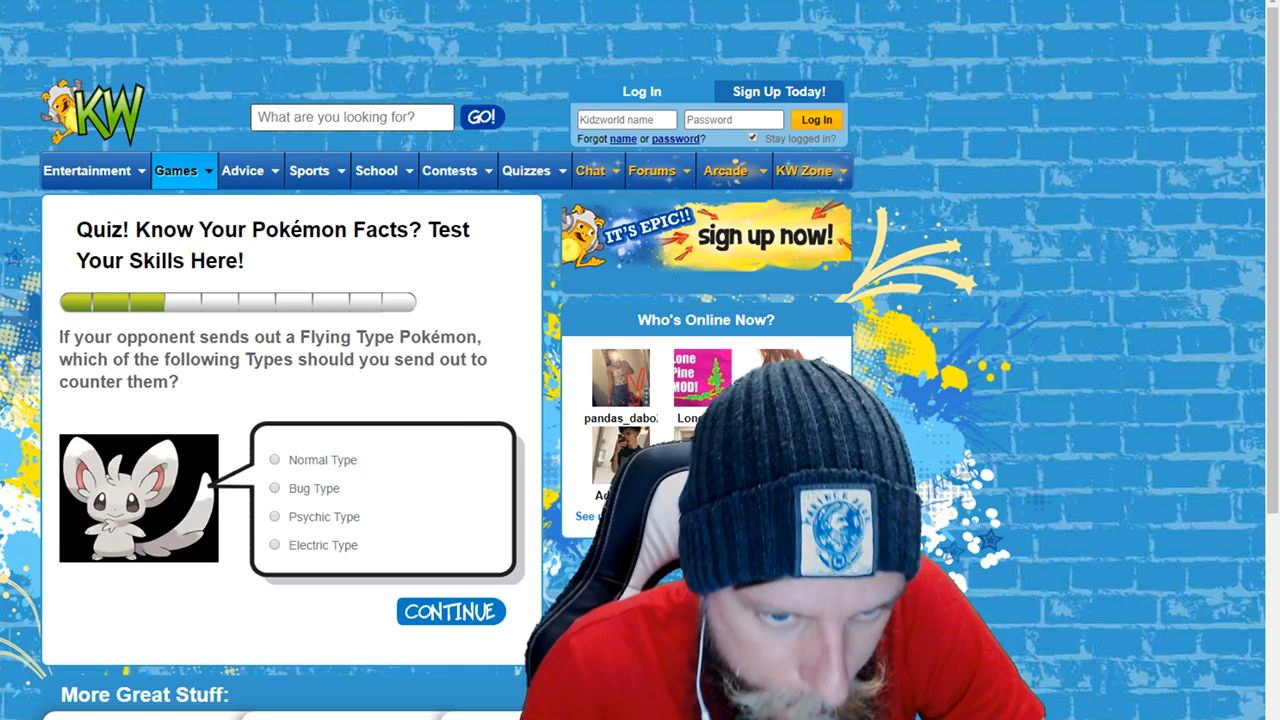 KW
What are you looking for?
GO!
Log In
Sign Up Today!
Kidzworld name
Password
Log In
Forgot name or password?
Stay logged in?
Entertainment
Games
Advice
Sports
School
Contests
Quizzes
Chat
Forums
Arcade
KW Zone
Quiz! Know Your Pokémon Facts? Test
Your Skills Here!
If your opponent sends out a Flying Type Pokémon,
which of the following Types should you send out to
counter them?
Normal Type
Bug Type
Psychic Type
Electric Type
CONTINUE
IT'S EPIC!!
sign up now!
Who's Online Now?
Lone
Pine
MOD!
pandas_dabo
More Great Stuff: